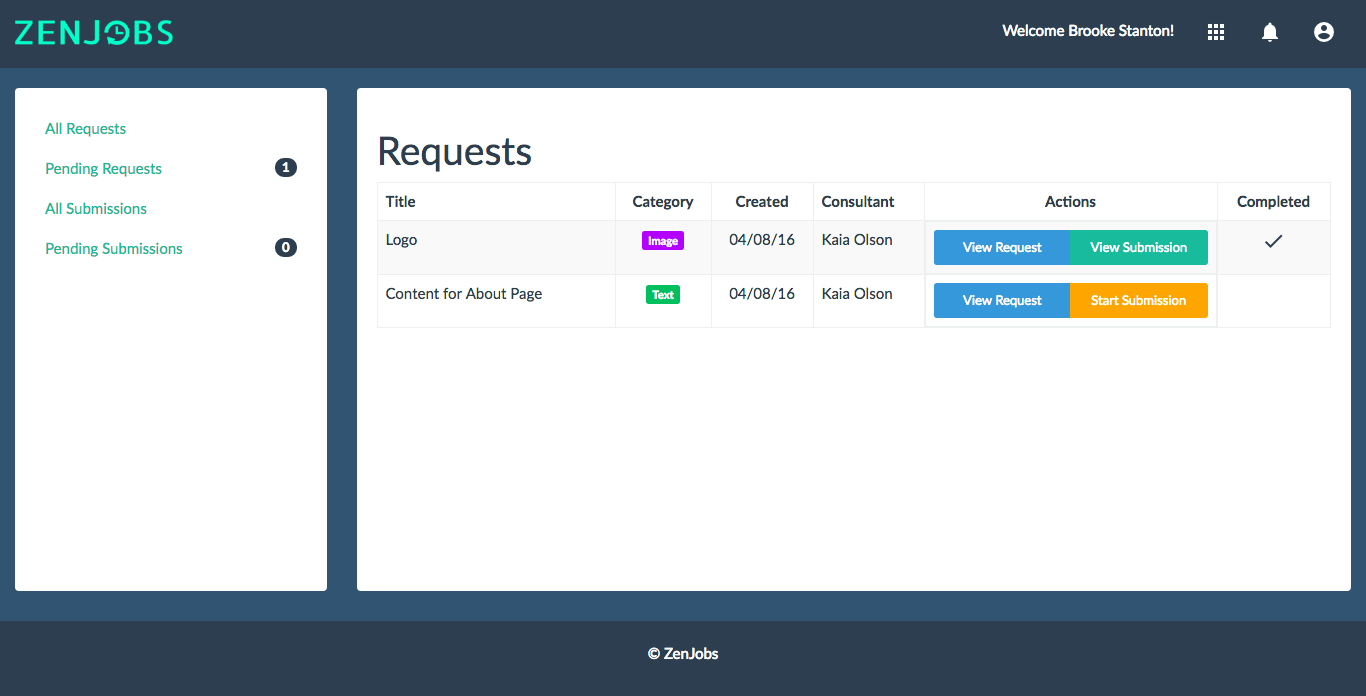 ZENJOBS
Welcome Brooke Stanton!
All Requests
Pending Requests 1
All Submissions
Pending Submissions 0
Requests
Title Category Created Consultant Actions Completed
Logo Image 04/08/16 Kaia Olson View Request View Submission
Content for About Page Text 04/08/16 Kaia Olson View Request Start Submission
© ZenJobs